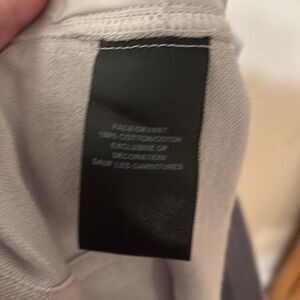 FACE/DEVANT
100% COTTON/COTON
EXCLUSIVE OF
DECORATION/
SAUF LES GARNITURES